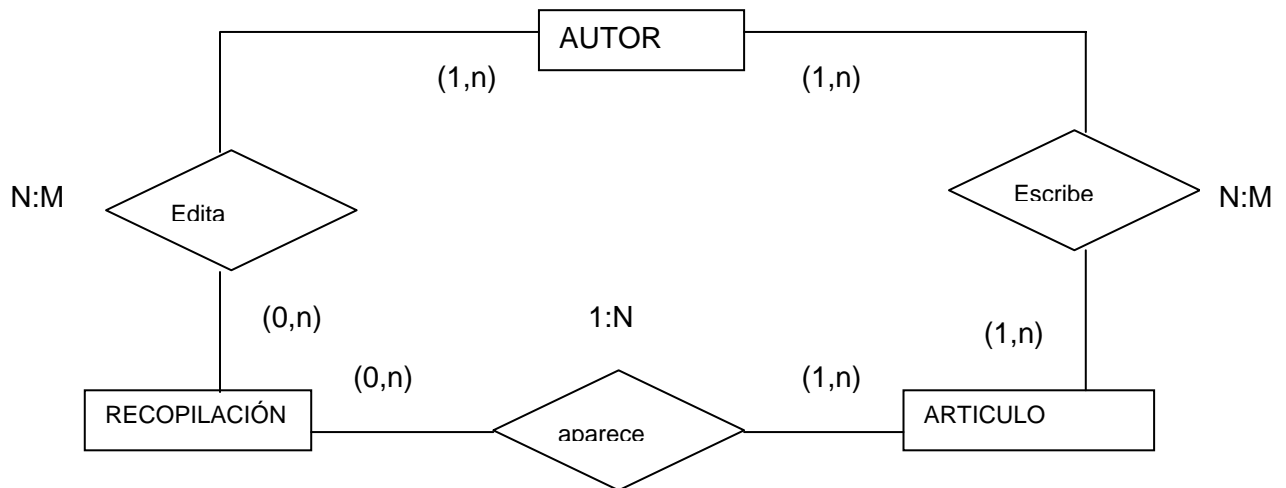 AUTOR
(1,n) (1,n)
N:M Edita Escribe N:M
(0,n) 1:N (1,n)
(0,n) (1,n)
RECOPILACIÓN aparece ARTICULO